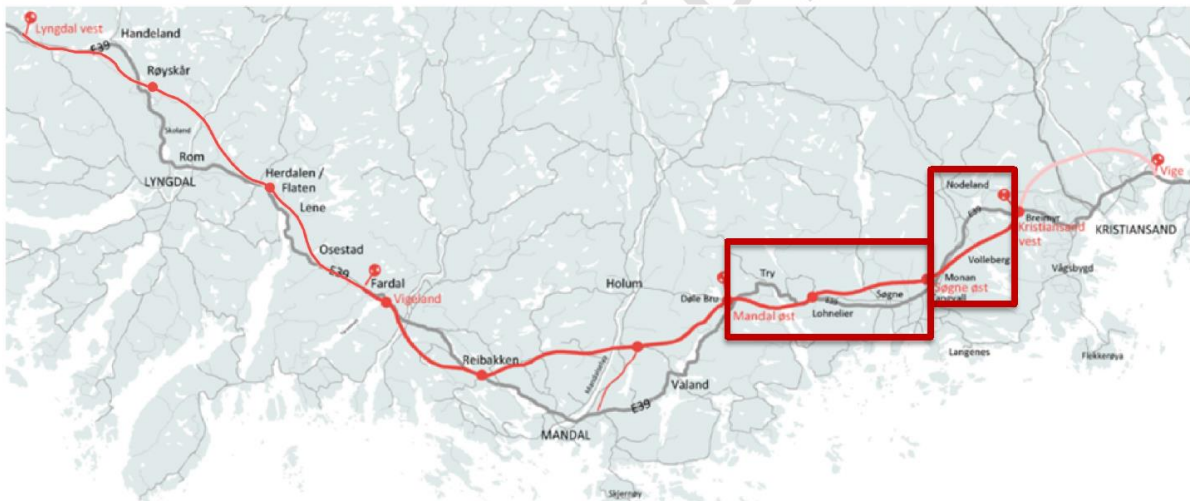 Lyngdal vest
Handeland
E39
Røyskår
Skoland
Rom
LYNGDAL
Herdalen /
Flaten
Lene
Osestad
E39
Fardal
Vigeland
Reibakken
MANDAL
E39
Holum
Valand
Skjernøy
Døle Bru
Mandal øst
Try
E39
Lohnelier
Søgne
Nodeland
E39
Breimyr
Kristiansand
vest
Volleberg
Monan
Søgne øst
Langenes
Vågsbygd
Flekkerøya
KRISTIANSAND
Vige